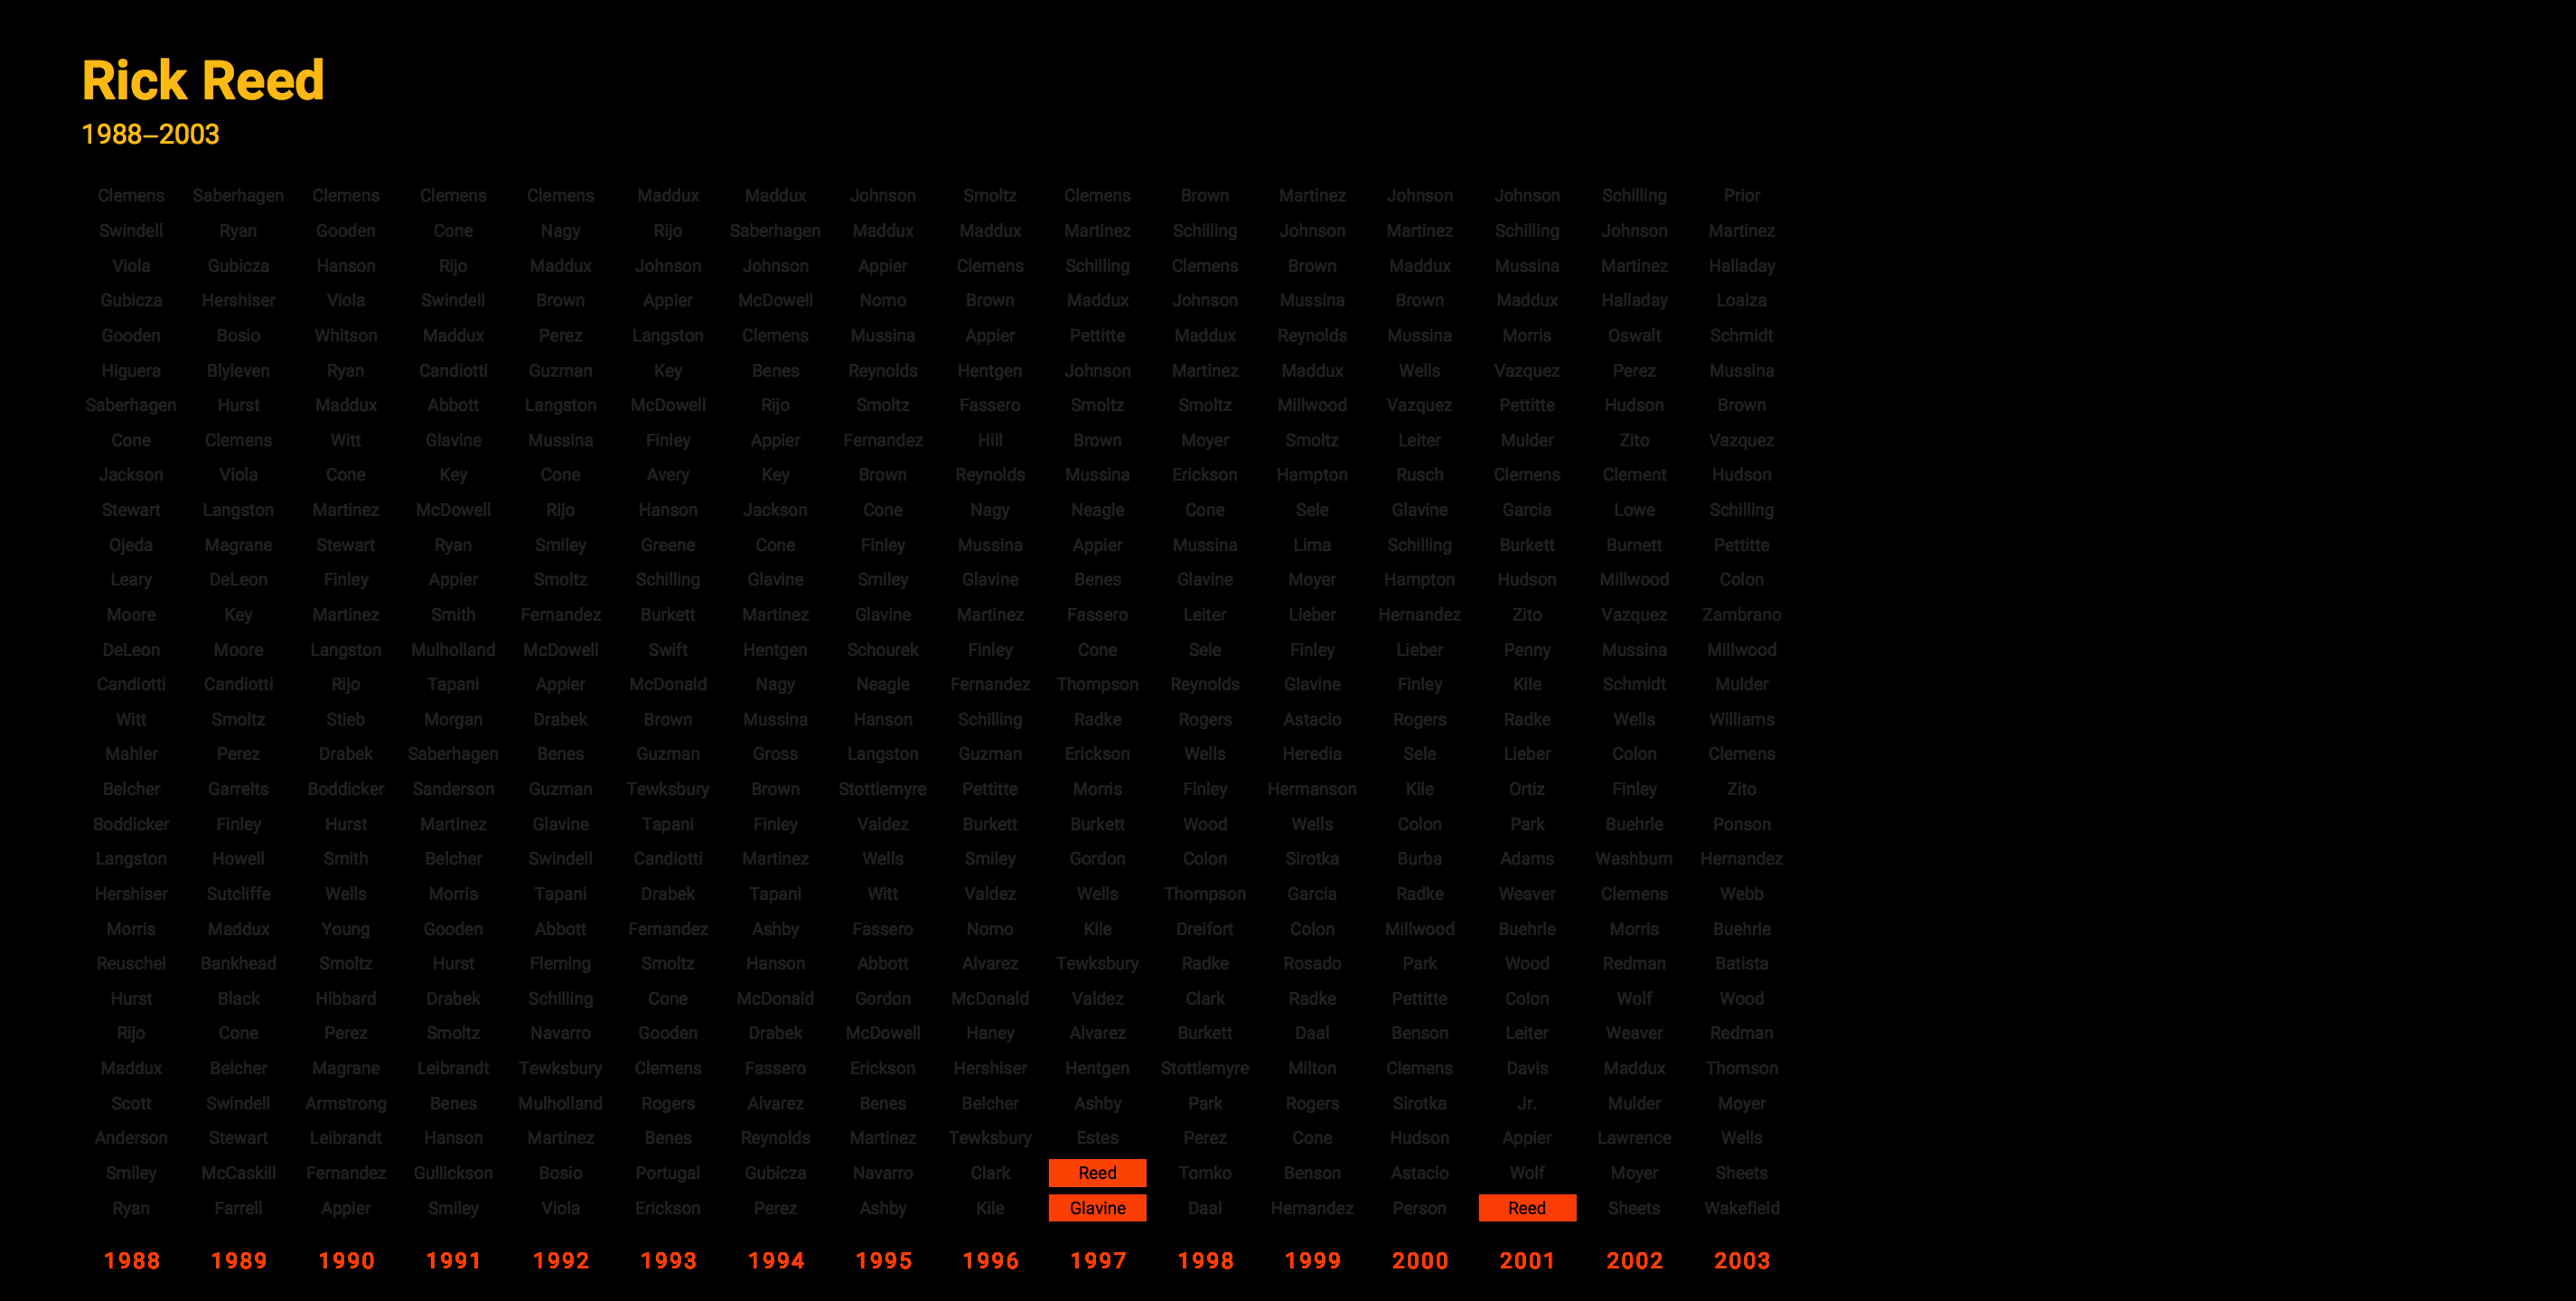 Rick Reed
1988–2003
Clemens Saberhagen Clemens Clemens Clemens Maddux Maddux Johnson Smoltz Clemens Brown Martinez Johnson Johnson Schilling Prior
Swindell Ryan Gooden Cone Nagy Rijo Saberhagen Maddux Maddux Martinez Schilling Johnson Martinez Schilling Johnson Martinez
Viola Gubicza Hanson Rijo Maddux Johnson Johnson Appier Clemens Schilling Clemens Brown Maddux Mussina Martinez Halladay
Gubicza Hershiser Viola Swindell Brown Appier McDowell Nomo Brown Maddux Johnson Mussina Brown Maddux Halladay Loaiza
Gooden Bosio Whitson Maddux Perez Langston Clemens Mussina Appier Pettitte Maddux Reynolds Mussina Morris Oswalt Schmidt
Higuera Blyleven Ryan Candiotti Guzman Key Benes Reynolds Hentgen Johnson Martinez Maddux Wells Vazquez Perez Mussina
Saberhagen Hurst Maddux Abbott Langston McDowell Rijo Smoltz Fassero Smoltz Smoltz Millwood Vazquez Pettitte Hudson Brown
Cone Clemens Witt Glavine Mussina Finley Appier Fernandez Hill Brown Moyer Smoltz Leiter Mulder Zito Vazquez
Jackson Viola Cone Key Cone Avery Key Brown Reynolds Mussina Erickson Hampton Rusch Clemens Clement Hudson
Stewart Langston Martinez McDowell Rijo Hanson Jackson Cone Nagy Neagle Cone Sele Glavine Garcia Lowe Schilling
Ojeda Magrane Stewart Ryan Smiley Greene Cone Finley Mussina Appier Mussina Lima Schilling Burkett Burnett Pettitte
Leary DeLeon Finley Appier Smoltz Schilling Glavine Smiley Glavine Benes Glavine Moyer Hampton Hudson Millwood Colon
Moore Key Martinez Smith Fernandez Burkett Martinez Glavine Martinez Fassero Leiter Lieber Hernandez Zito Vazquez Zambrano
DeLeon Moore Langston Mulholland McDowell Swift Hentgen Schourek Finley Cone Sele Finley Lieber Penny Mussina Millwood
Candiotti Candiotti Rijo Tapani Appier McDonald Nagy Neagle Fernandez Thompson Reynolds Glavine Finley Kile Schmidt Mulder
Witt Smoltz Stieb Morgan Drabek Brown Mussina Hanson Schilling Radke Rogers Astacio Rogers Radke Wells Williams
Mahler Perez Drabek Saberhagen Benes Guzman Gross Langston Guzman Erickson Wells Heredia Sele Lieber Colon Clemens
Belcher Garrelts Boddicker Sanderson Guzman Tewksbury Brown Stottlemyre Pettitte Morris Finley Hermanson Kile Ortiz Finley Zito
Boddicker Finley Hurst Martinez Glavine Tapani Finley Valdez Burkett Burkett Wood Wells Colon Park Buehrle Ponson
Langston Howell Smith Belcher Swindell Candiotti Martinez Wells Smiley Gordon Colon Sirotka Burba Adams Washburn Hernandez
Hershiser Sutcliffe Wells Morris Tapani Drabek Tapani Witt Valdez Wells Thompson Garcia Radke Weaver Clemens Webb
Morris Maddux Young Gooden Abbott Fernandez Ashby Fassero Nomo Kile Dreifort Colon Millwood Buehrle Morris Buehrle
Reuschel Bankhead Smoltz Hurst Fleming Smoltz Hanson Abbott Alvarez Tewksbury Radke Rosado Park Wood Redman Batista
Hurst Black Hibbard Drabek Schilling Cone McDonald Gordon McDonald Valdez Clark Radke Pettitte Colon Wolf Wood
Rijo Cone Perez Smoltz Navarro Gooden Drabek McDowell Haney Alvarez Burkett Daal Benson Leiter Weaver Redman
Maddux Belcher Magrane Leibrandt Tewksbury Clemens Fassero Erickson Hershiser Hentgen Stottlemyre Milton Clemens Davis Maddux Thomson
Scott Swindell Armstrong Benes Mulholland Rogers Alvarez Benes Belcher Ashby Park Rogers Sirotka Jr. Mulder Moyer
Anderson Stewart Leibrandt Hanson Martinez Benes Reynolds Martinez Tewksbury Estes Perez Cone Hudson Appier Lawrence Wells
Smiley McCaskill Fernandez Gullickson Bosio Portugal Gubicza Navarro Clark Reed Tomko Benson Astacio Wolf Moyer Sheets
Ryan Farrell Appier Smiley Viola Erickson Perez Ashby Kile Glavine Daal Hernandez Person Reed Sheets Wakefield
1988 1989 1990 1991 1992 1993 1994 1995 1996 1997 1998 1999 2000 2001 2002 2003